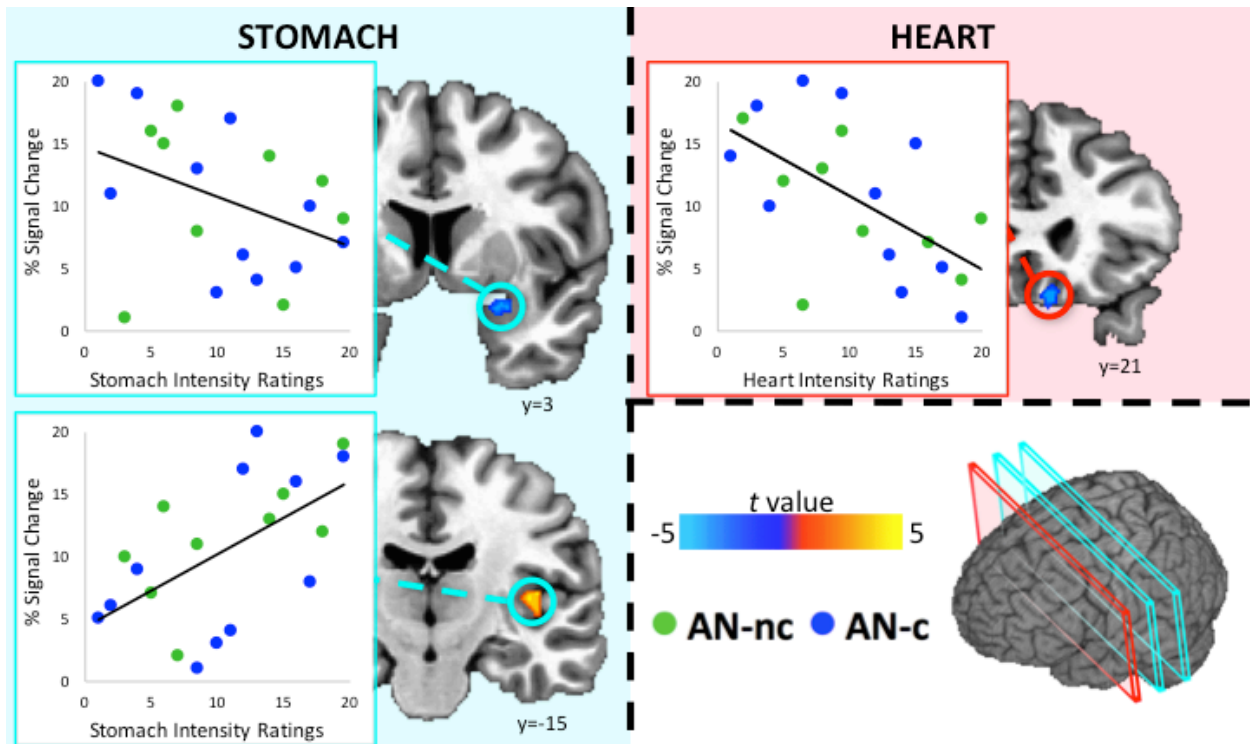 STOMACH
20
15
10
5
0
% Signal Change
0 5 10 15 20
Stomach Intensity Ratings
y=3
HEART
20
15
10
5
0
% Signal Change
0 5 10 15 20
Heart Intensity Ratings
y=21
20
15
10
5
0
% Signal Change
0 5 10 15 20
Stomach Intensity Ratings
y=-15
t value
-5 5
AN-nc AN-c